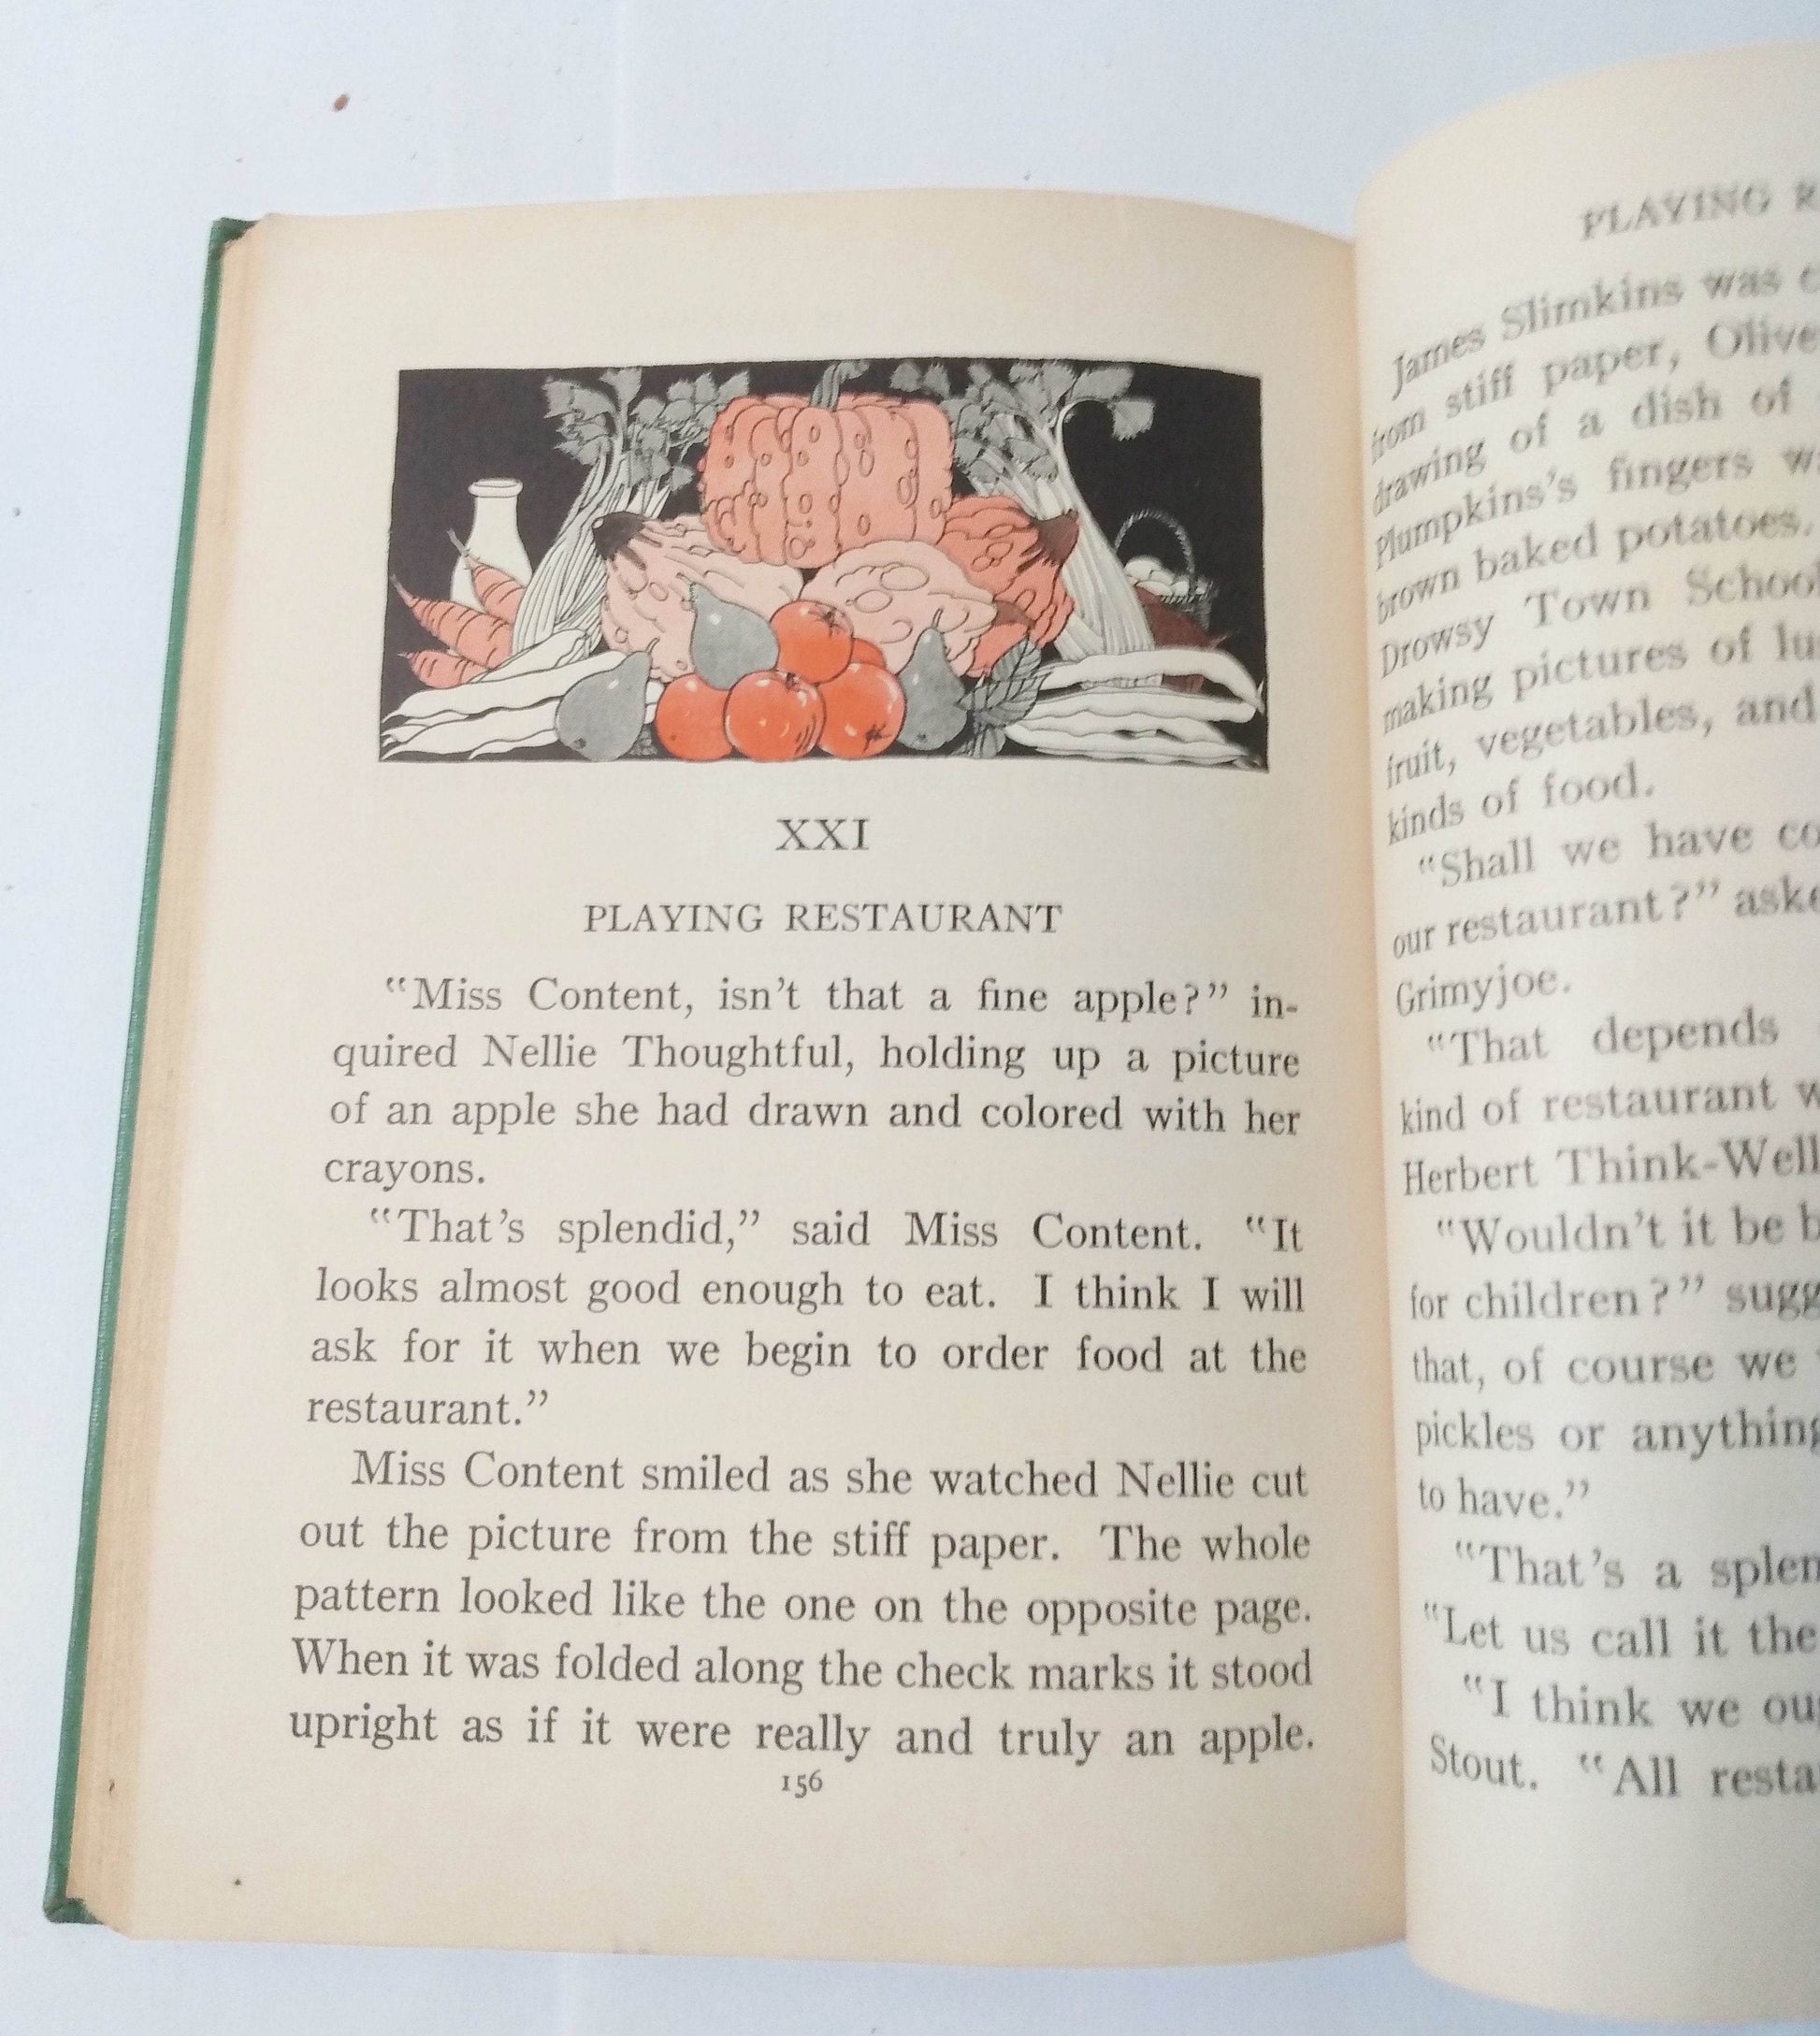 XXI
PLAYING RESTAURANT
“Miss Content, isn’t that a fine apple?” in-
quired Nellie Thoughtful, holding up a picture
of an apple she had drawn and colored with her
crayons.
“That’s splendid,” said Miss Content. “It
looks almost good enough to eat. I think I will
ask for it when we begin to order food at the
restaurant.”
Miss Content smiled as she watched Nellie cut
out the picture from the stiff paper. The whole
pattern looked like the one on the opposite page.
When it was folded along the check marks it stood
upright as if it were really and truly an apple.
156
PLAYING
James Slimkins was
from stiff paper, Olive
drawing of a dish of
Plumpkins’s fingers
brown baked potatoes.
Drowsy Town School
making pictures of
fruit, vegetables, and
kinds of food.
“Shall we have
our restaurant?”
Grimyjoe.
“That depends
kind of restaurant
Herbert Think-Well
“Wouldn’t it be
for children?”
that, of course we
pickles or anything
to have.”
“That’s a
“Let us call it the
“I think we
Stout. “All